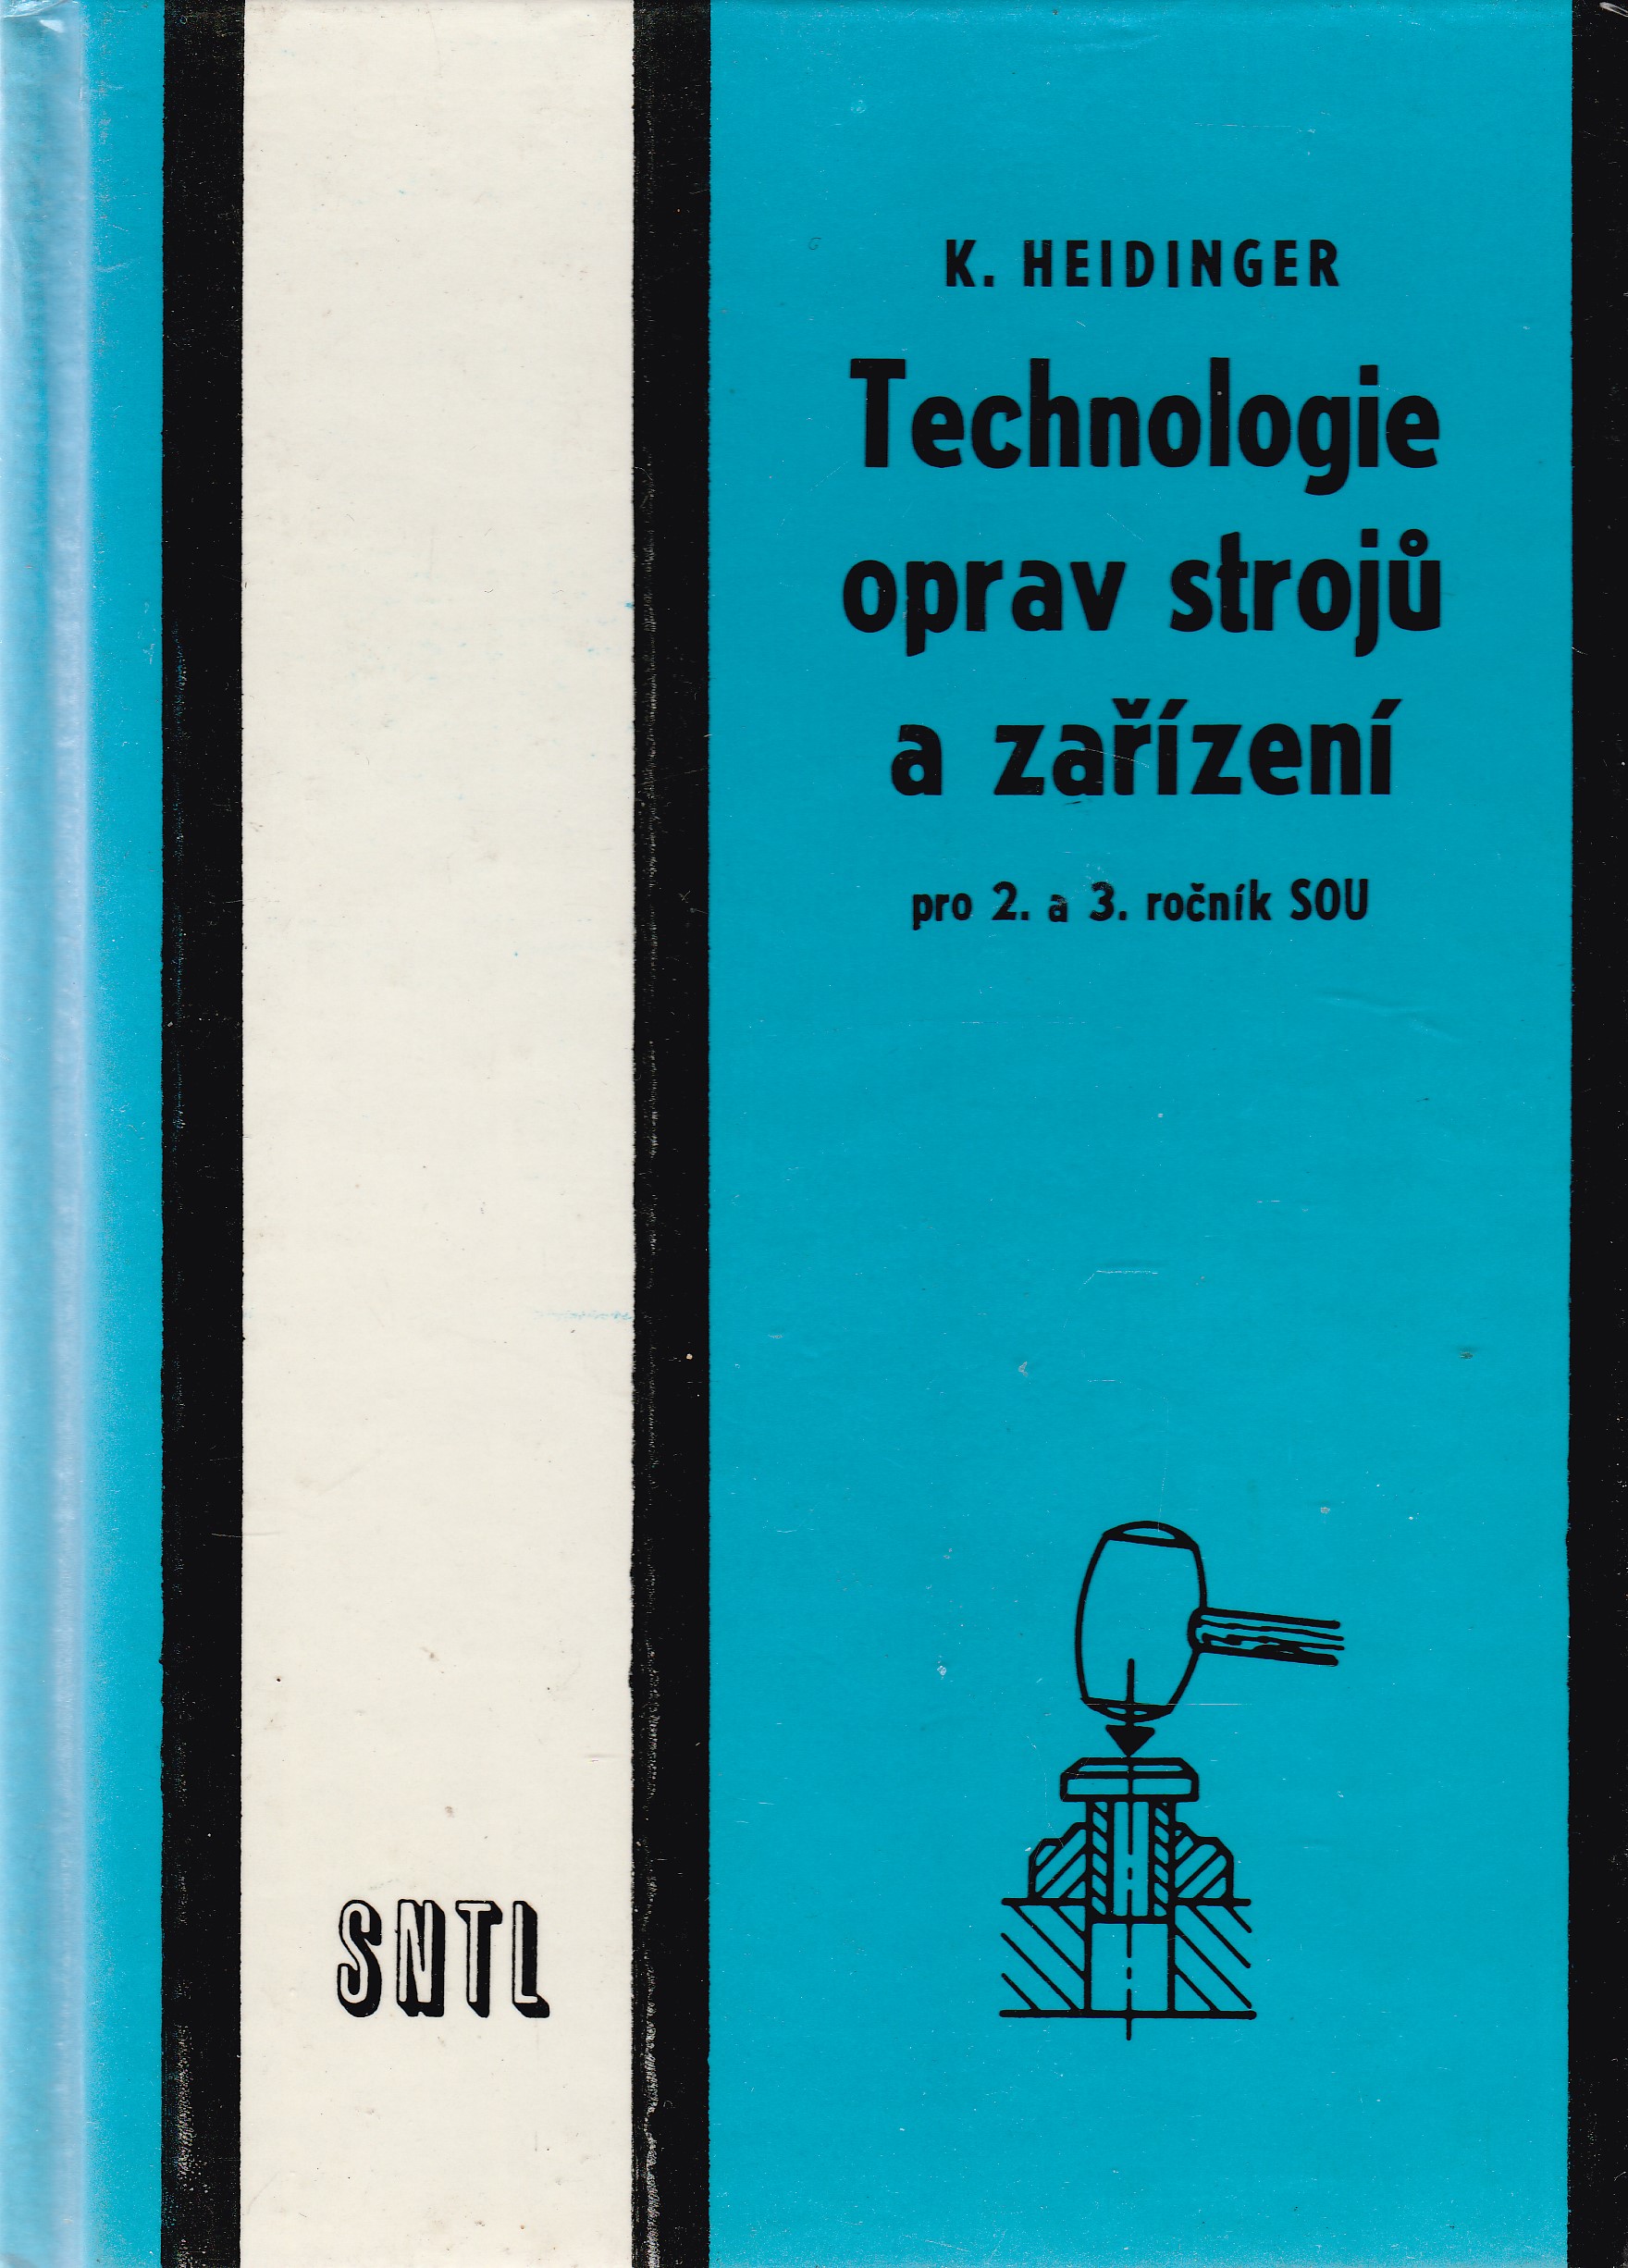 K. HEIDINGER
Technologie
oprav strojů
a zařízení
pro 2. a 3. ročník SOU
SNTL